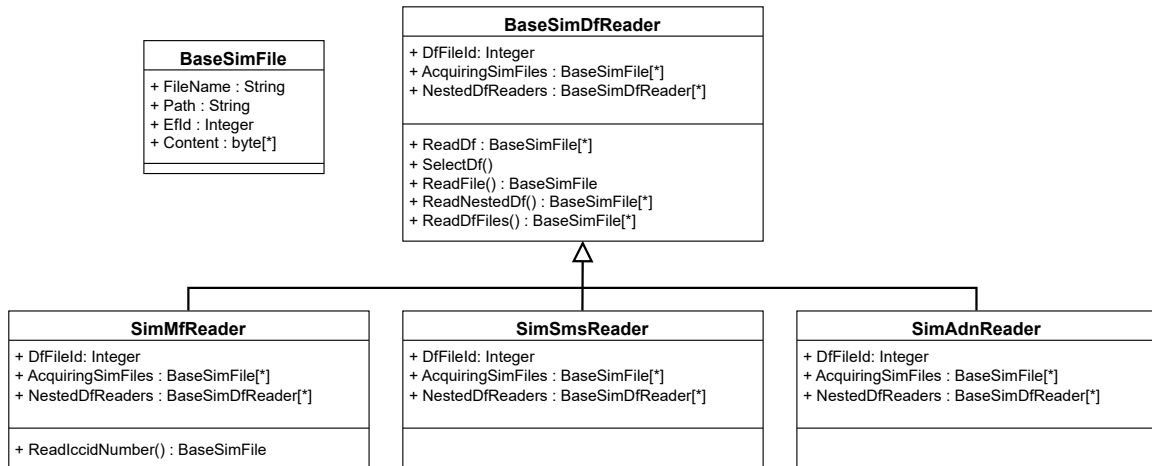 BaseSimFile
+ FileName : String
+ Path : String
+ EfId : Integer
+ Content : byte[*]
BaseSimDfReader
+ DfFileId: Integer
+ AcquiringSimFiles : BaseSimFile[*]
+ NestedDfReaders : BaseSimDfReader[*]
+ ReadDf : BaseSimFile[*]
+ SelectDf()
+ ReadFile() : BaseSimFile
+ ReadNestedDf() : BaseSimFile[*]
+ ReadDfFiles() : BaseSimFile[*]
SimMfReader
+ DfFileId: Integer
+ AcquiringSimFiles : BaseSimFile[*]
+ NestedDfReaders : BaseSimDfReader[*]
+ ReadIccidNumber() : BaseSimFile
SimSmsReader
+ DfFileId: Integer
+ AcquiringSimFiles : BaseSimFile[*]
+ NestedDfReaders : BaseSimDfReader[*]
SimAdnReader
+ DfFileId: Integer
+ AcquiringSimFiles : BaseSimFile[*]
+ NestedDfReaders : BaseSimDfReader[*]